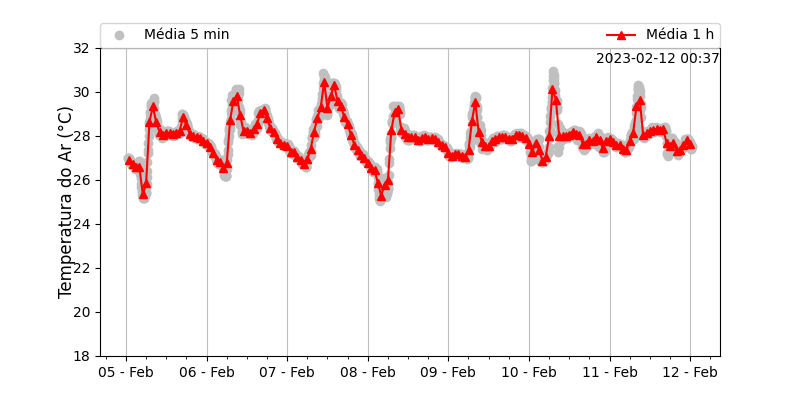 Média 5 min
Média 1 h
2023-02-12 00:37
Temperatura do Ar (°C)
32
30
28
26
24
22
20
18
05 - Feb
06 - Feb
07 - Feb
08 - Feb
09 - Feb
10 - Feb
11 - Feb
12 - Feb